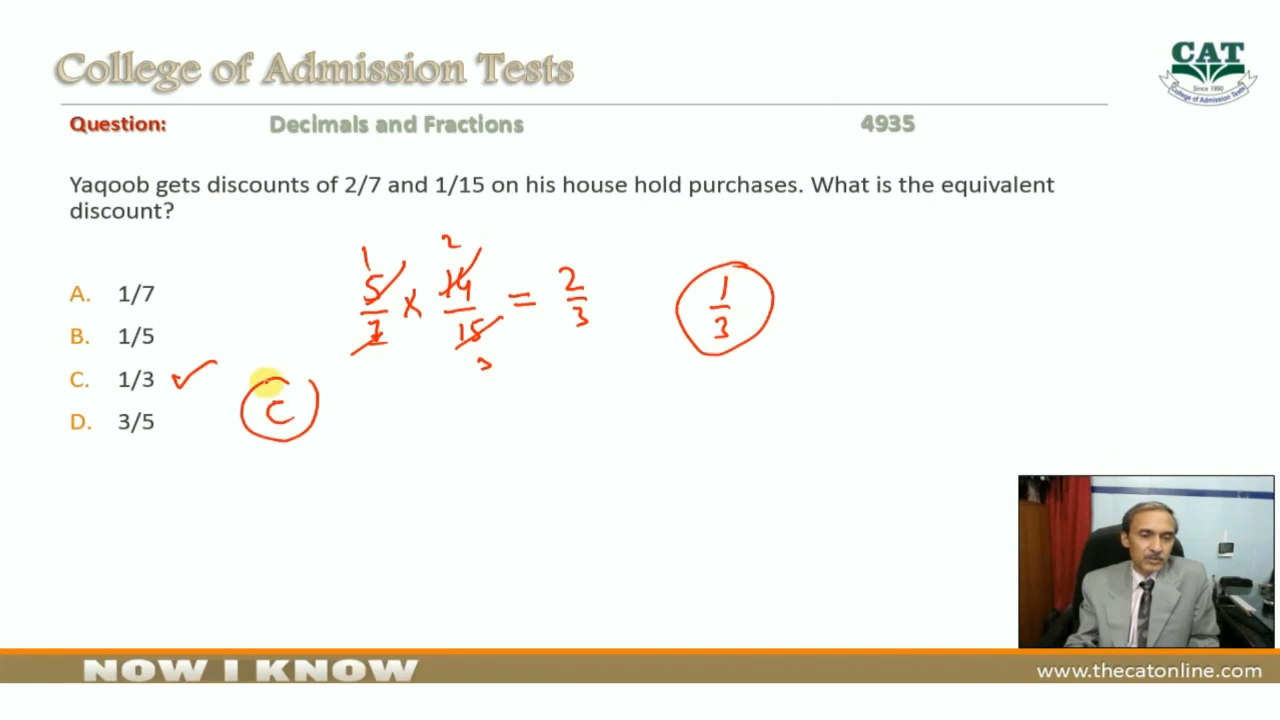 College of Admission Tests
CAT
Since 1990
College of Admission Tests
Question: Decimals and Fractions 4935
Yaqoob gets discounts of 2/7 and 1/15 on his house hold purchases. What is the equivalent
discount?
A. 1/7
B. 1/5
C. 1/3 ✓
D. 3/5
1 2
5/7 × 14/15 = 2/3 1/3
3
C
NOW I KNOW
www.thecatonline.com